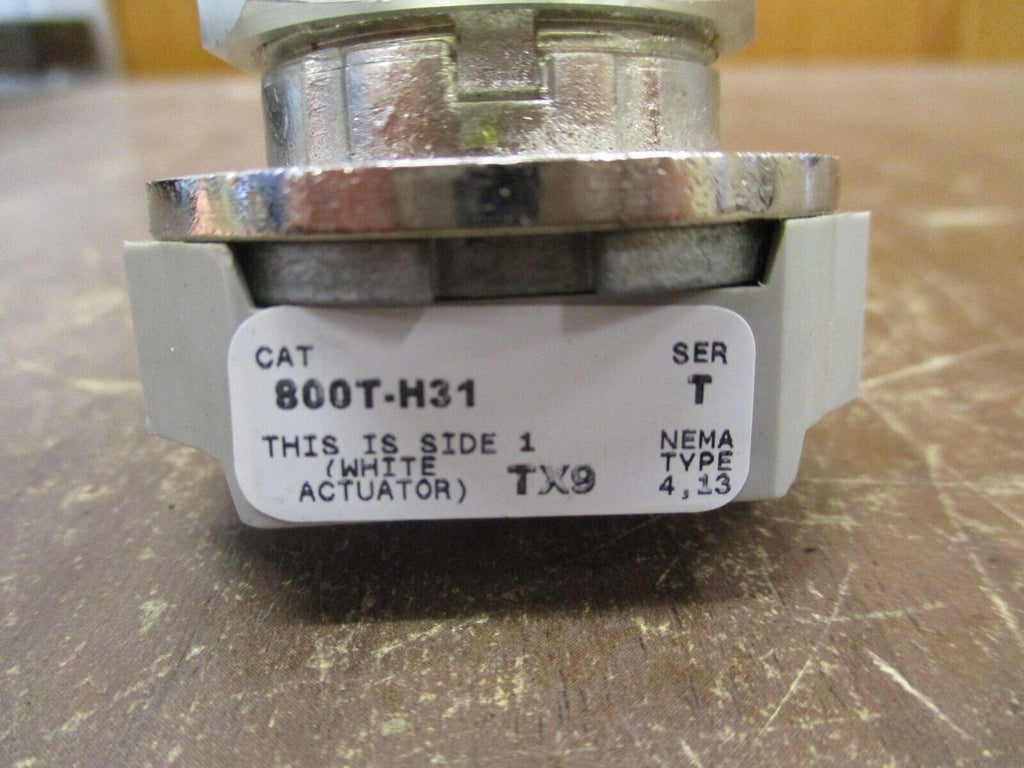 CAT
800T-H31
SER
T
THIS IS SIDE 1
(WHITE
ACTUATOR)
TX9
NEMA
TYPE
4,13